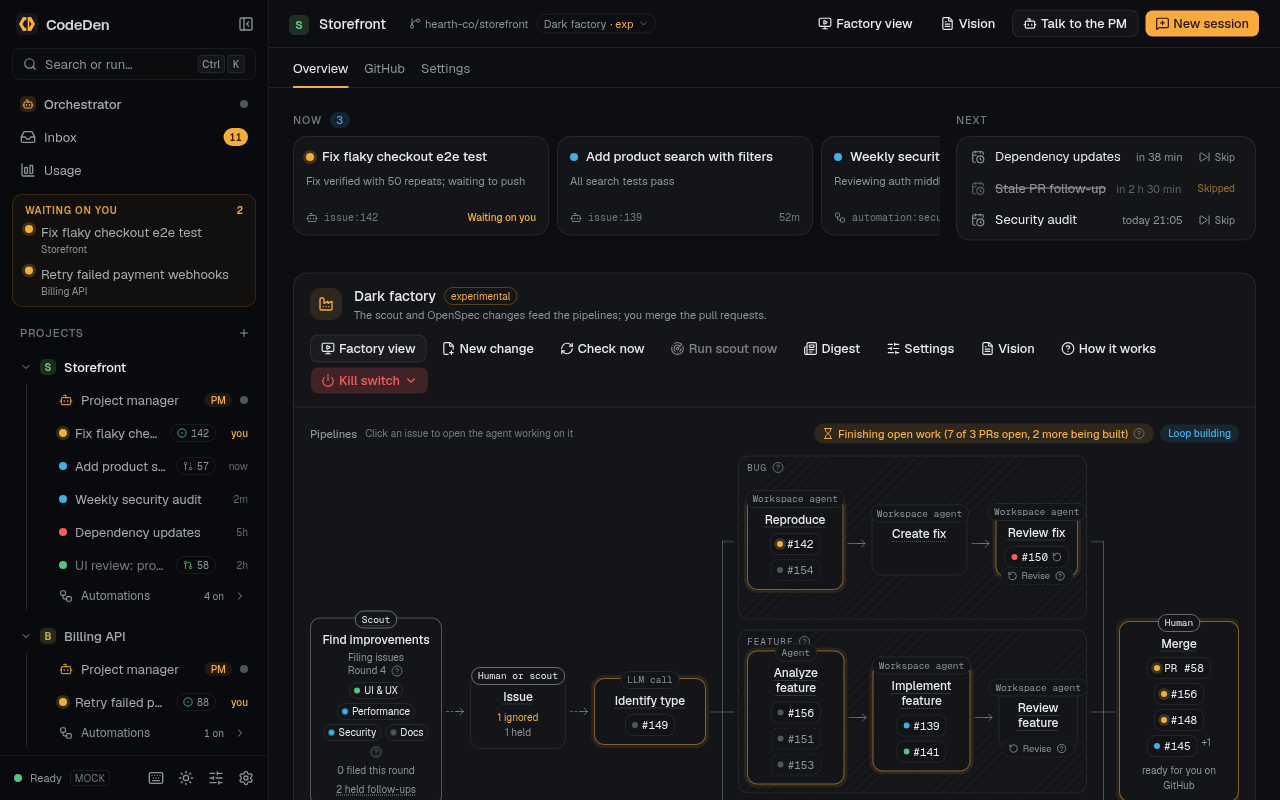 CodeDen
Search or run… Ctrl K
Orchestrator
Inbox 11
Usage
WAITING ON YOU 2
Fix flaky checkout e2e test
Storefront
Retry failed payment webhooks
Billing API
PROJECTS
S Storefront
Project manager PM
Fix flaky che… 142 you
Add product s… 57 now
Weekly security audit 2m
Dependency updates 5h
UI review: pro… 58 2h
Automations 4 on
B Billing API
Project manager PM
Retry failed p… 88 you
Automations 1 on
Ready MOCK
S Storefront hearth-co/storefront Dark factory · exp
Factory view Vision Talk to the PM New session
Overview GitHub Settings
NOW 3
Fix flaky checkout e2e test
Fix verified with 50 repeats; waiting to push
issue:142 Waiting on you
Add product search with filters
All search tests pass
issue:139 52m
Weekly securit
Reviewing auth middl
automation:secu
NEXT
Dependency updates in 38 min Skip
Stale PR follow-up in 2 h 30 min Skipped
Security audit today 21:05 Skip
Dark factory experimental
The scout and OpenSpec changes feed the pipelines; you merge the pull requests.
Factory view New change Check now Run scout now Digest Settings Vision How it works
Kill switch
Pipelines Click an issue to open the agent working on it
Finishing open work (7 of 3 PRs open, 2 more being built) Loop building
Scout
Find improvements
Filing issues
Round 4
UI & UX
Performance
Security Docs
0 filed this round
2 held follow-ups
Human or scout
Issue
1 ignored
1 held
LLM call
Identify type
#149
BUG
Workspace agent
Reproduce
#142
#154
Workspace agent
Create fix
Workspace agent
Review fix
#150
Revise
FEATURE
Agent
Analyze
feature
#156
#151
#153
Workspace agent
Implement
feature
#139
#141
Workspace agent
Review
feature
Revise
Human
Merge
PR #58
#156
#148
#145 +1
ready for you on
GitHub